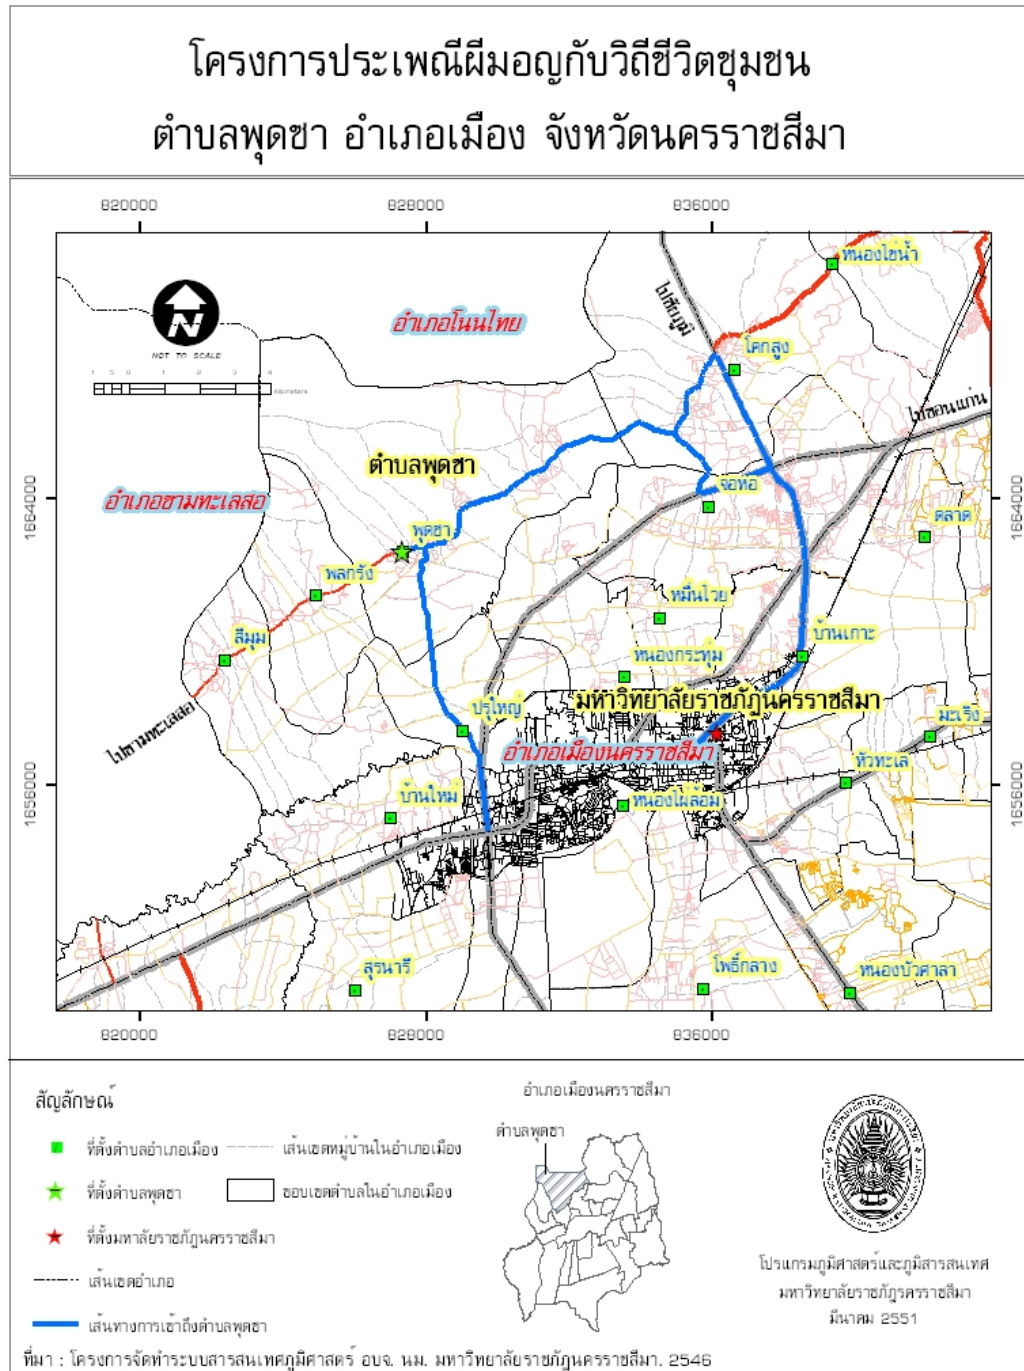 โครงการประเพณีผีมอญกับวิถีชีวิตชุมชน
ตำบลพุดซา อำเภอเมือง จังหวัดนครราชสีมา
820000 828000 836000
หนองไข่น้ำ
ไปชัยภูมิ
อำเภอโนนไทย
โคกสูง
N
NOT TO SCALE
1 .5 0 1 2 3 4
Kilometers
ไปขอนแก่น
ตำบลพุดซา
อำเภอขามทะเลสอ
จอหอ
1664000 1664000
ตลาด
พุดซา
พลกรัง
หมื่นไวย
สีมุม
หนองกระทุ่ม
บ้านเกาะ
มหาวิทยาลัยราชภัฏนครราชสีมา
ไปขามทะเลสอ
ปรุใหญ่
มะเริง
อำเภอเมืองนครราชสีมา
หัวทะเล
1656000 1656000
บ้านใหม่
หนองไผ่ล้อม
สุรนารี
โพธิ์กลาง
หนองบัวศาลา
820000 828000 836000
สัญลักษณ์
ที่ตั้งตำบลอำเภอเมือง
เส้นเขตหมู่บ้านในอำเภอเมือง
ที่ตั้งตำบลพุดซา
ขอบเขตตำบลในอำเภอเมือง
ที่ตั้งมหาลัยราชภัฏนครราชสีมา
เส้นเขตอำเภอ
เส้นทางการเข้าถึงตำบลพุดซา
อำเภอเมืองนครราชสีมา
ตำบลพุดซา
โปรแกรมภูมิศาสตร์และภูมิสารสนเทศ
มหาวิทยาลัยราชภัฏรครราชสีมา
มีนาคม 2551
ที่มา : โครงการจัดทำระบบสารสนเทศภูมิศาสตร์ อบจ. นม. มหาวิทยาลัยราชภัฏนครราชสีมา. 2546